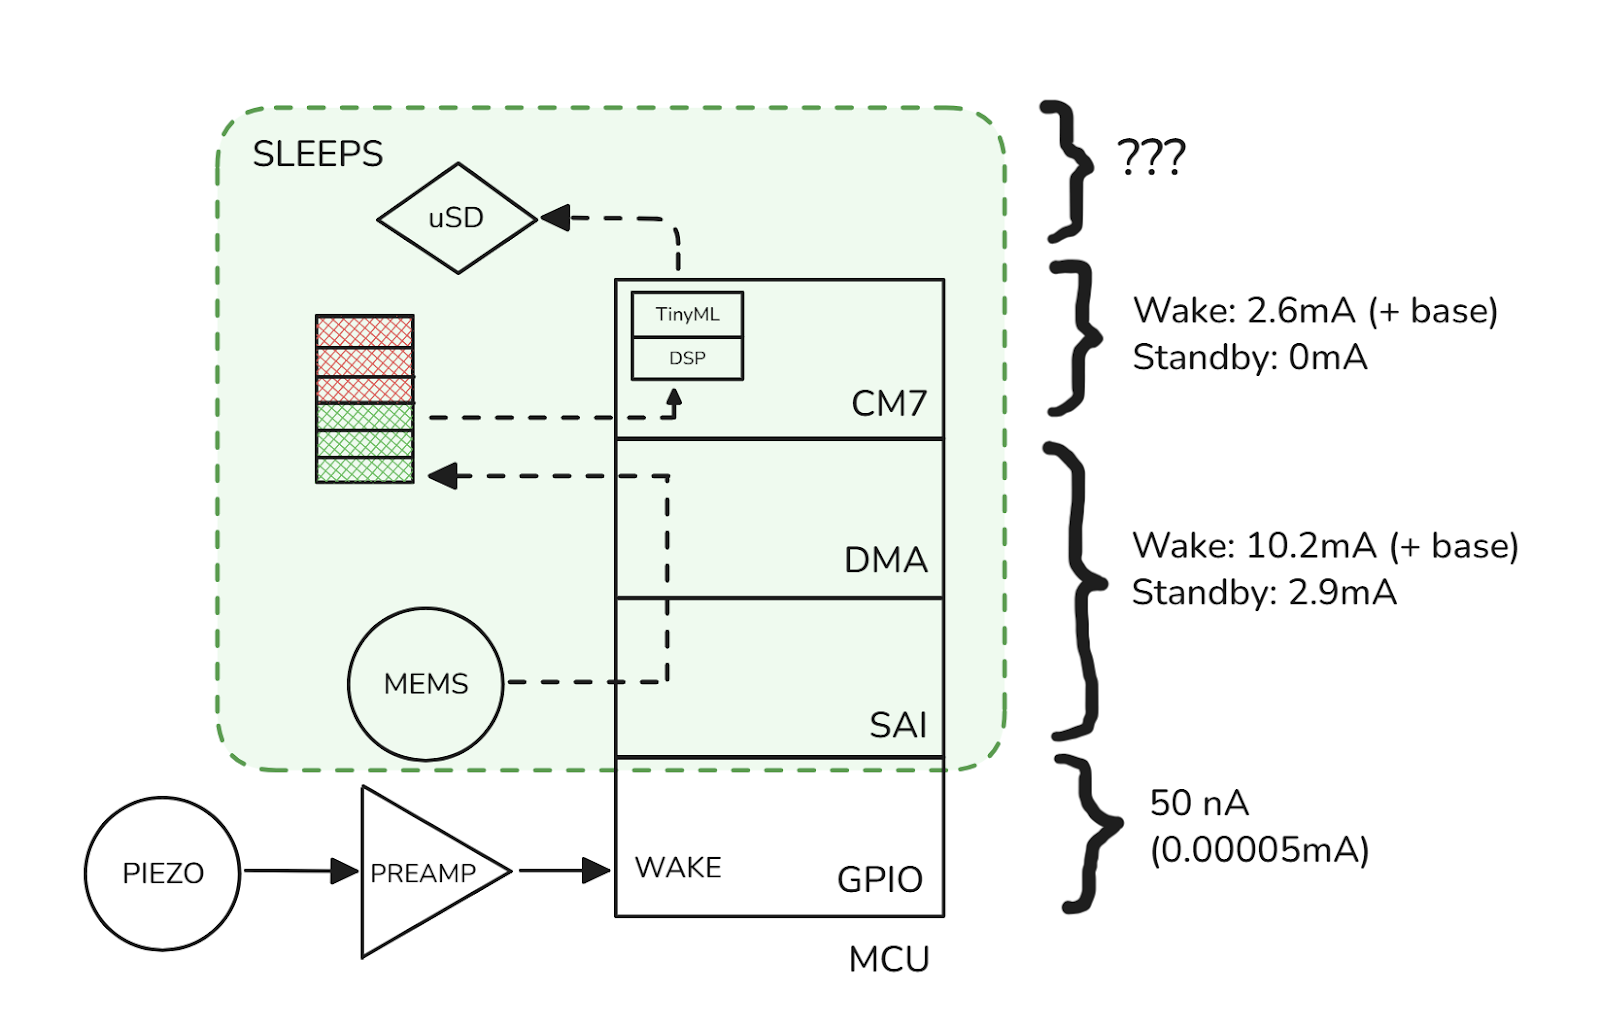 SLEEPS
???
uSD
TinyML
DSP
CM7
Wake: 2.6mA (+ base)
Standby: 0mA
DMA
Wake: 10.2mA (+ base)
Standby: 2.9mA
MEMS
SAI
PIEZO
PREAMP
WAKE
GPIO
50 nA
(0.00005mA)
MCU